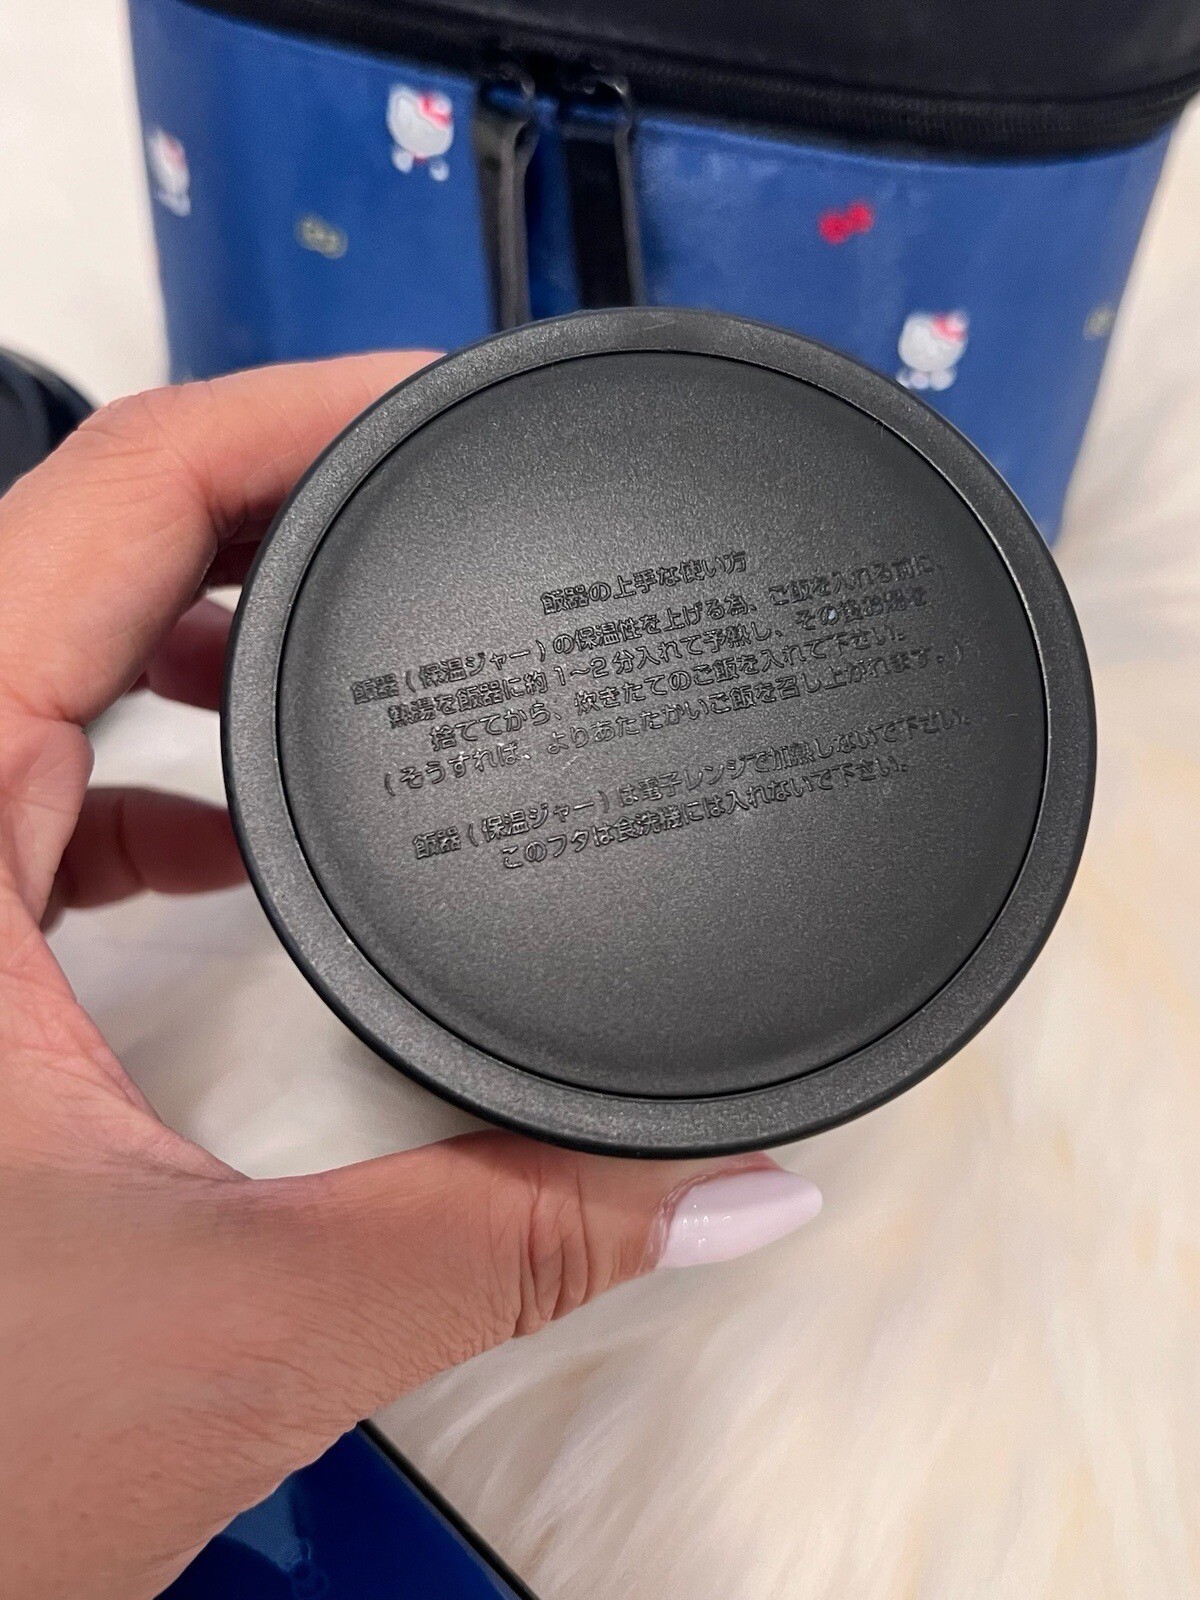 飯器の上手な使い方
飯器(保温ジャー)の保温性を上げる為、ご飯を入れる前に、
熱湯を飯器に約1〜2分入れて予熱し、その後お湯を
捨ててから、炊きたてのご飯を入れて下さい。
(そうすれば、よりあたたかいご飯を召し上がれます。)
飯器(保温ジャー)は電子レンジで加熱しないで下さい。
このフタは食洗機には入れないで下さい。